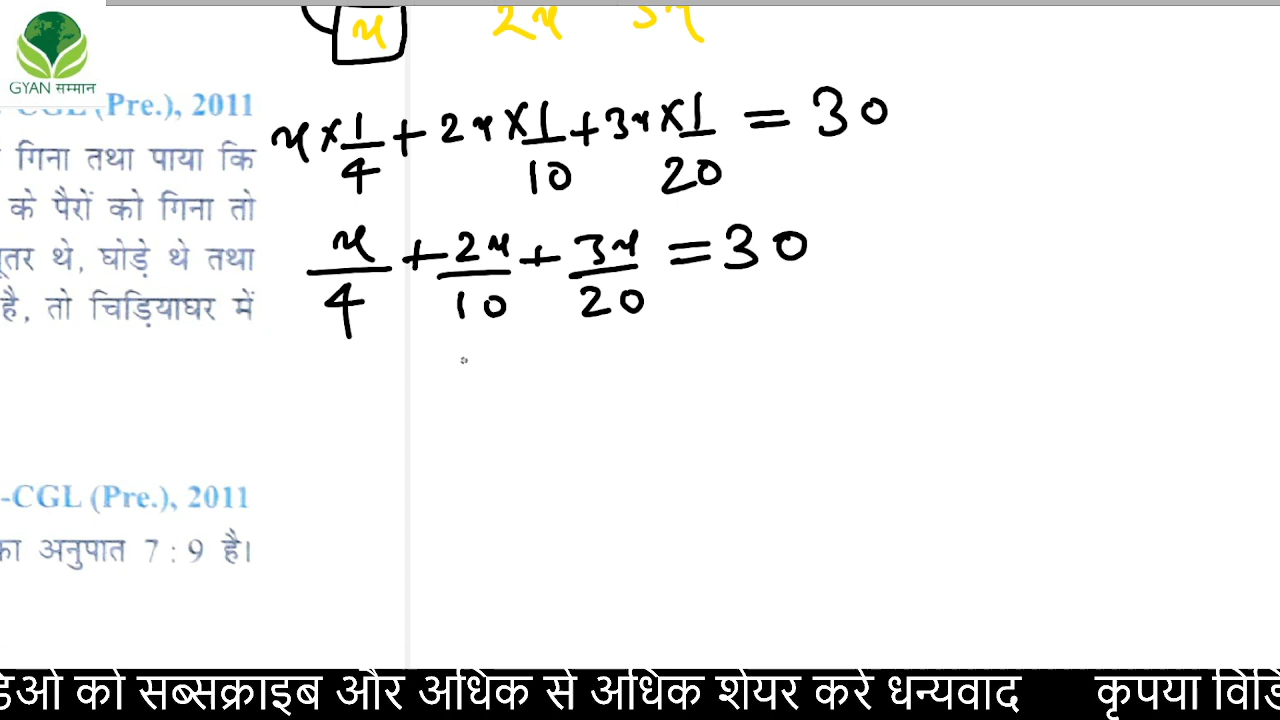 x 2x 3x
GYAN सम्मान
CGL (Pre.), 2011
गिना तथा पाया कि
के पैरों को गिना तो
तर थे, घोड़े थे तथा
है, तो चिड़ियाघर में
x × 1/4 + 2x × 1/10 + 3x × 1/20 = 30
x/4 + 2x/10 + 3x/20 = 30
-CGL (Pre.), 2011
का अनुपात 7 : 9 है।
डिओ को सब्सक्राइब और अधिक से अधिक शेयर करे धन्यवाद कृपया विडि